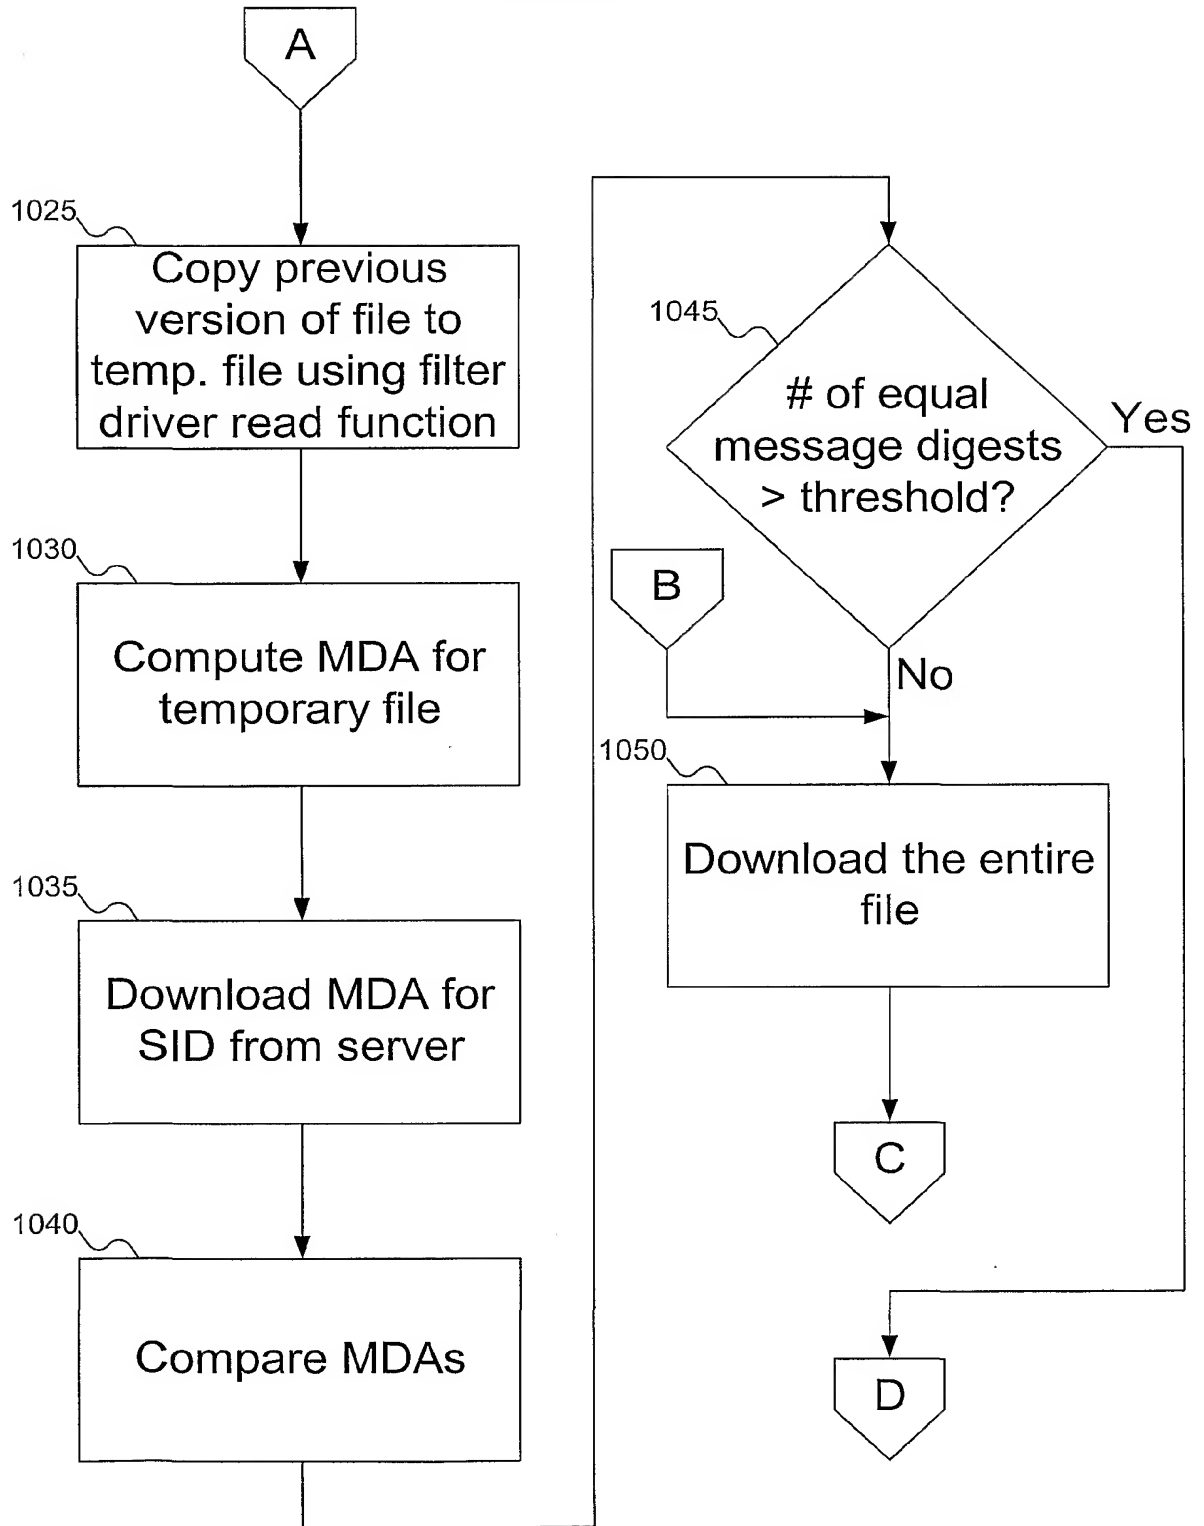 A
1025
Copy previous
version of file to
temp. file using filter
driver read function
1030
Compute MDA for
temporary file
1035
Download MDA for
SID from server
1040
Compare MDAs
1045
# of equal
message digests
> threshold?
Yes
B
No
1050
Download the entire
file
C
D